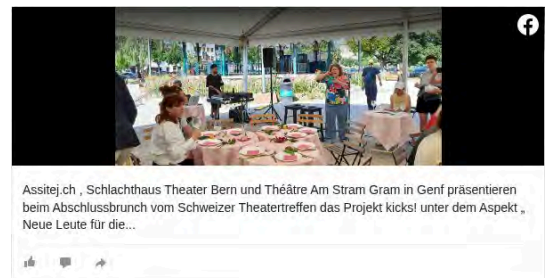 Assitej.ch , Schlachthaus Theater Bern und Théâtre Am Stram Gram in Genf präsentieren
beim Abschlussbrunch vom Schweizer Theatertreffen das Projekt kicks! unter dem Aspekt „
Neue Leute für die...